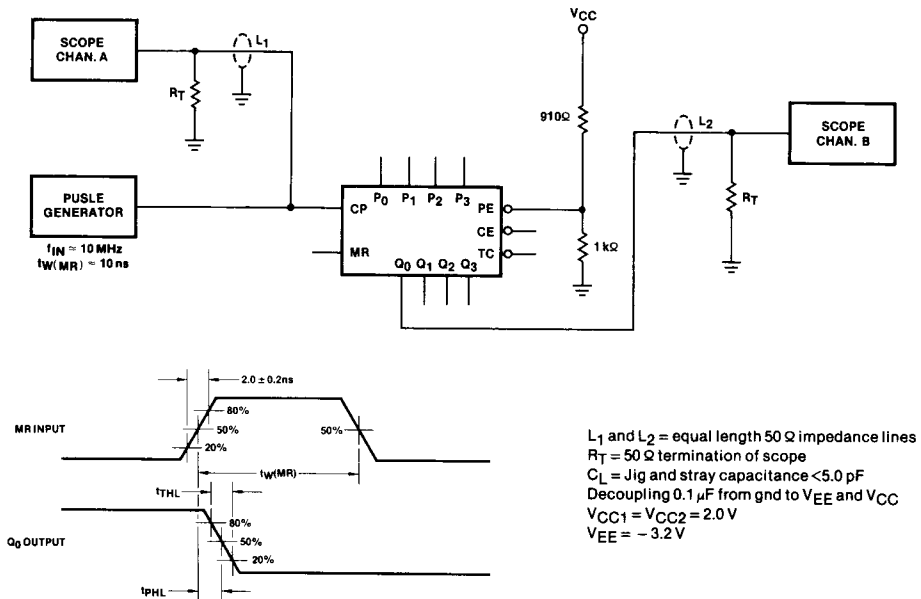 VCC
SCOPE
CHAN. A
L1
RT
910Ω
L2
SCOPE
CHAN. B
RT
PUSLE
GENERATOR
fIN ≈ 10 MHz
tW(MR) ≈ 10 ns
P0 P1 P2 P3
CP PE
CE
MR TC
Q0 Q1 Q2 Q3
1 kΩ
2.0 ± 0.2ns
MR INPUT
80%
50%
20%
50%
tW(MR)
tTHL
Q0 OUTPUT
80%
50%
20%
tPHL
L1 and L2 = equal length 50 Ω impedance lines
RT = 50 Ω termination of scope
CL = Jig and stray capacitance <5.0 pF
Decoupling 0.1 µF from gnd to VEE and VCC
VCC1 = VCC2 = 2.0 V
VEE = − 3.2 V